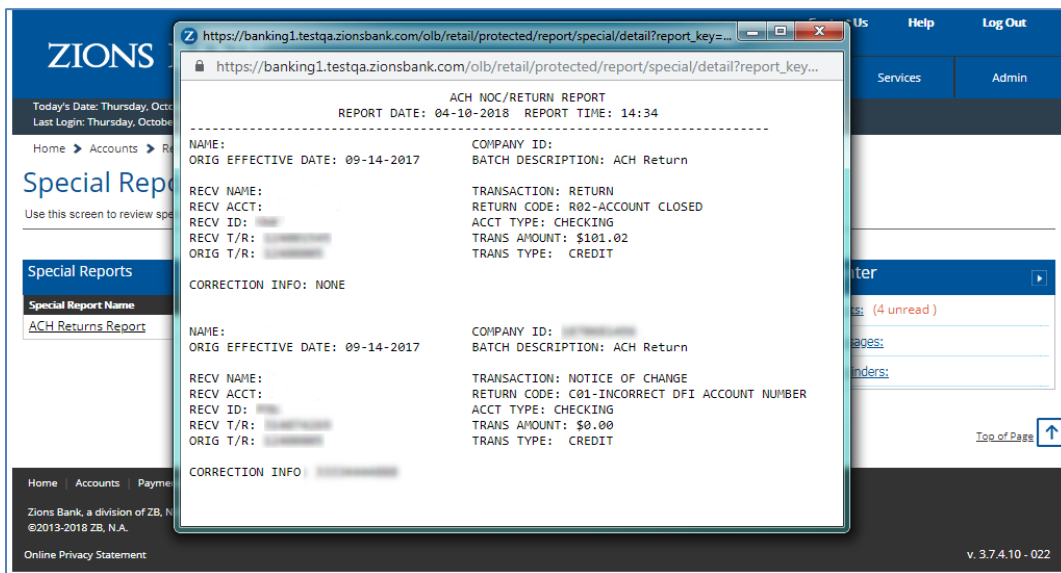 Us Help Log Out
ZIONS
Services Admin
Today's Date: Thursday, Octo
Last Login: Thursday, Octobe
Home > Accounts > Re
Special Repo
Use this screen to review spe
Special Reports
Special Report Name
ACH Returns Report
https://banking1.testqa.zionsbank.com/olb/retail/protected/report/special/detail?report_key=...
https://banking1.testqa.zionsbank.com/olb/retail/protected/report/special/detail?report_key...
ACH NOC/RETURN REPORT
REPORT DATE: 04-10-2018 REPORT TIME: 14:34
NAME: COMPANY ID:
ORIG EFFECTIVE DATE: 09-14-2017 BATCH DESCRIPTION: ACH Return
RECV NAME: TRANSACTION: RETURN
RECV ACCT: RETURN CODE: R02-ACCOUNT CLOSED
RECV ID: ACCT TYPE: CHECKING
RECV T/R: TRANS AMOUNT: $101.02
ORIG T/R: TRANS TYPE: CREDIT
CORRECTION INFO: NONE
NAME: COMPANY ID:
ORIG EFFECTIVE DATE: 09-14-2017 BATCH DESCRIPTION: ACH Return
RECV NAME: TRANSACTION: NOTICE OF CHANGE
RECV ACCT: RETURN CODE: C01-INCORRECT DFI ACCOUNT NUMBER
RECV ID: ACCT TYPE: CHECKING
RECV T/R: TRANS AMOUNT: $0.00
ORIG T/R: TRANS TYPE: CREDIT
CORRECTION INFO
nter
ts: (4 unread )
sages:
inders:
Top of Page
Home | Accounts | Payme
Zions Bank, a division of ZB, N
©2013-2018 ZB, N.A.
Online Privacy Statement
v. 3.7.4.10 - 022